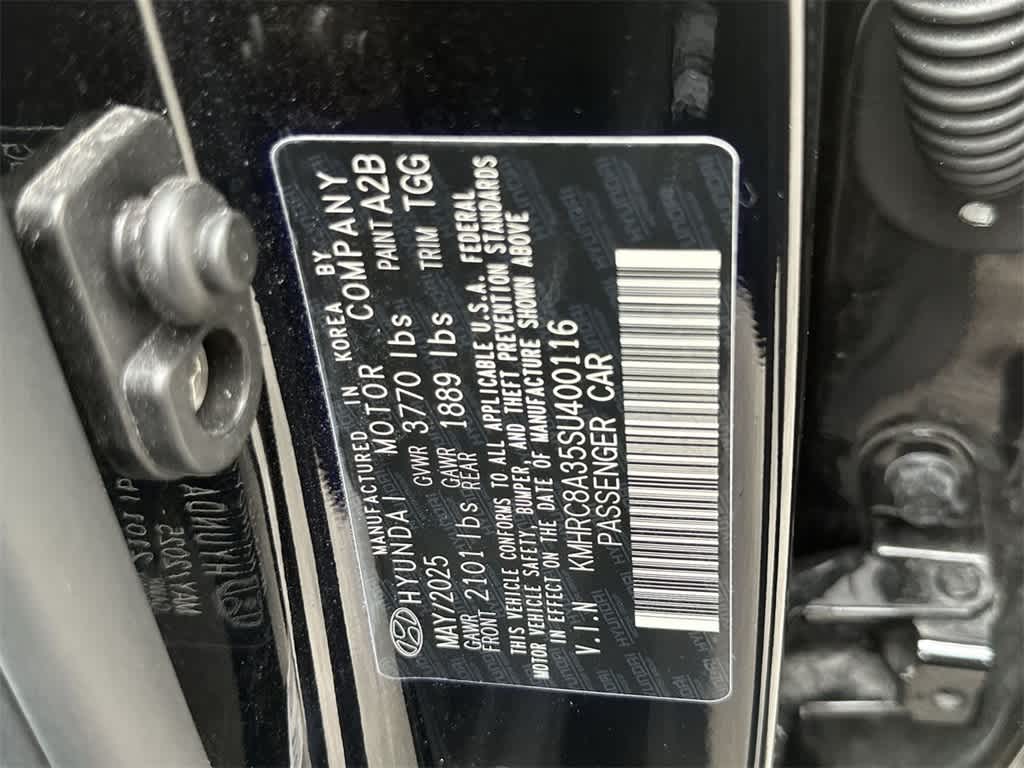 MANUFACTURED IN KOREA BY
HYUNDAI MOTOR COMPANY
MAY/2025 GVWR 3770 lbs PAINT A2B
GAWR FRONT 2101 lbs GAWR REAR 1889 lbs TRIM TGG
THIS VEHICLE CONFORMS TO ALL APPLICABLE U.S.A. FEDERAL
MOTOR VEHICLE SAFETY, BUMPER, AND THEFT PREVENTION STANDARDS
IN EFFECT ON THE DATE OF MANUFACTURE SHOWN ABOVE
V.I.N KMHRC8A35SU400116
PASSENGER CAR